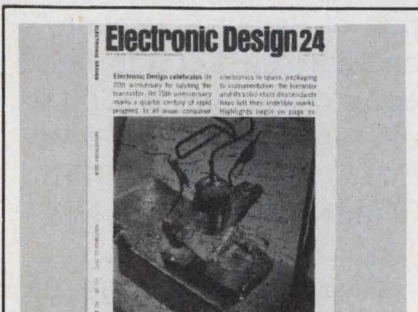 Electronic Design 24
Electronic Design celebrates its
20th anniversary by saluting the
transistor. Its 25th anniversary
marks a quarter century of rapid
progress. In all areas: consumer
electronics to space, packaging
to instrumentation - the transistor
and its solid-state descendants
have left their indelible marks.
Highlights begin on page